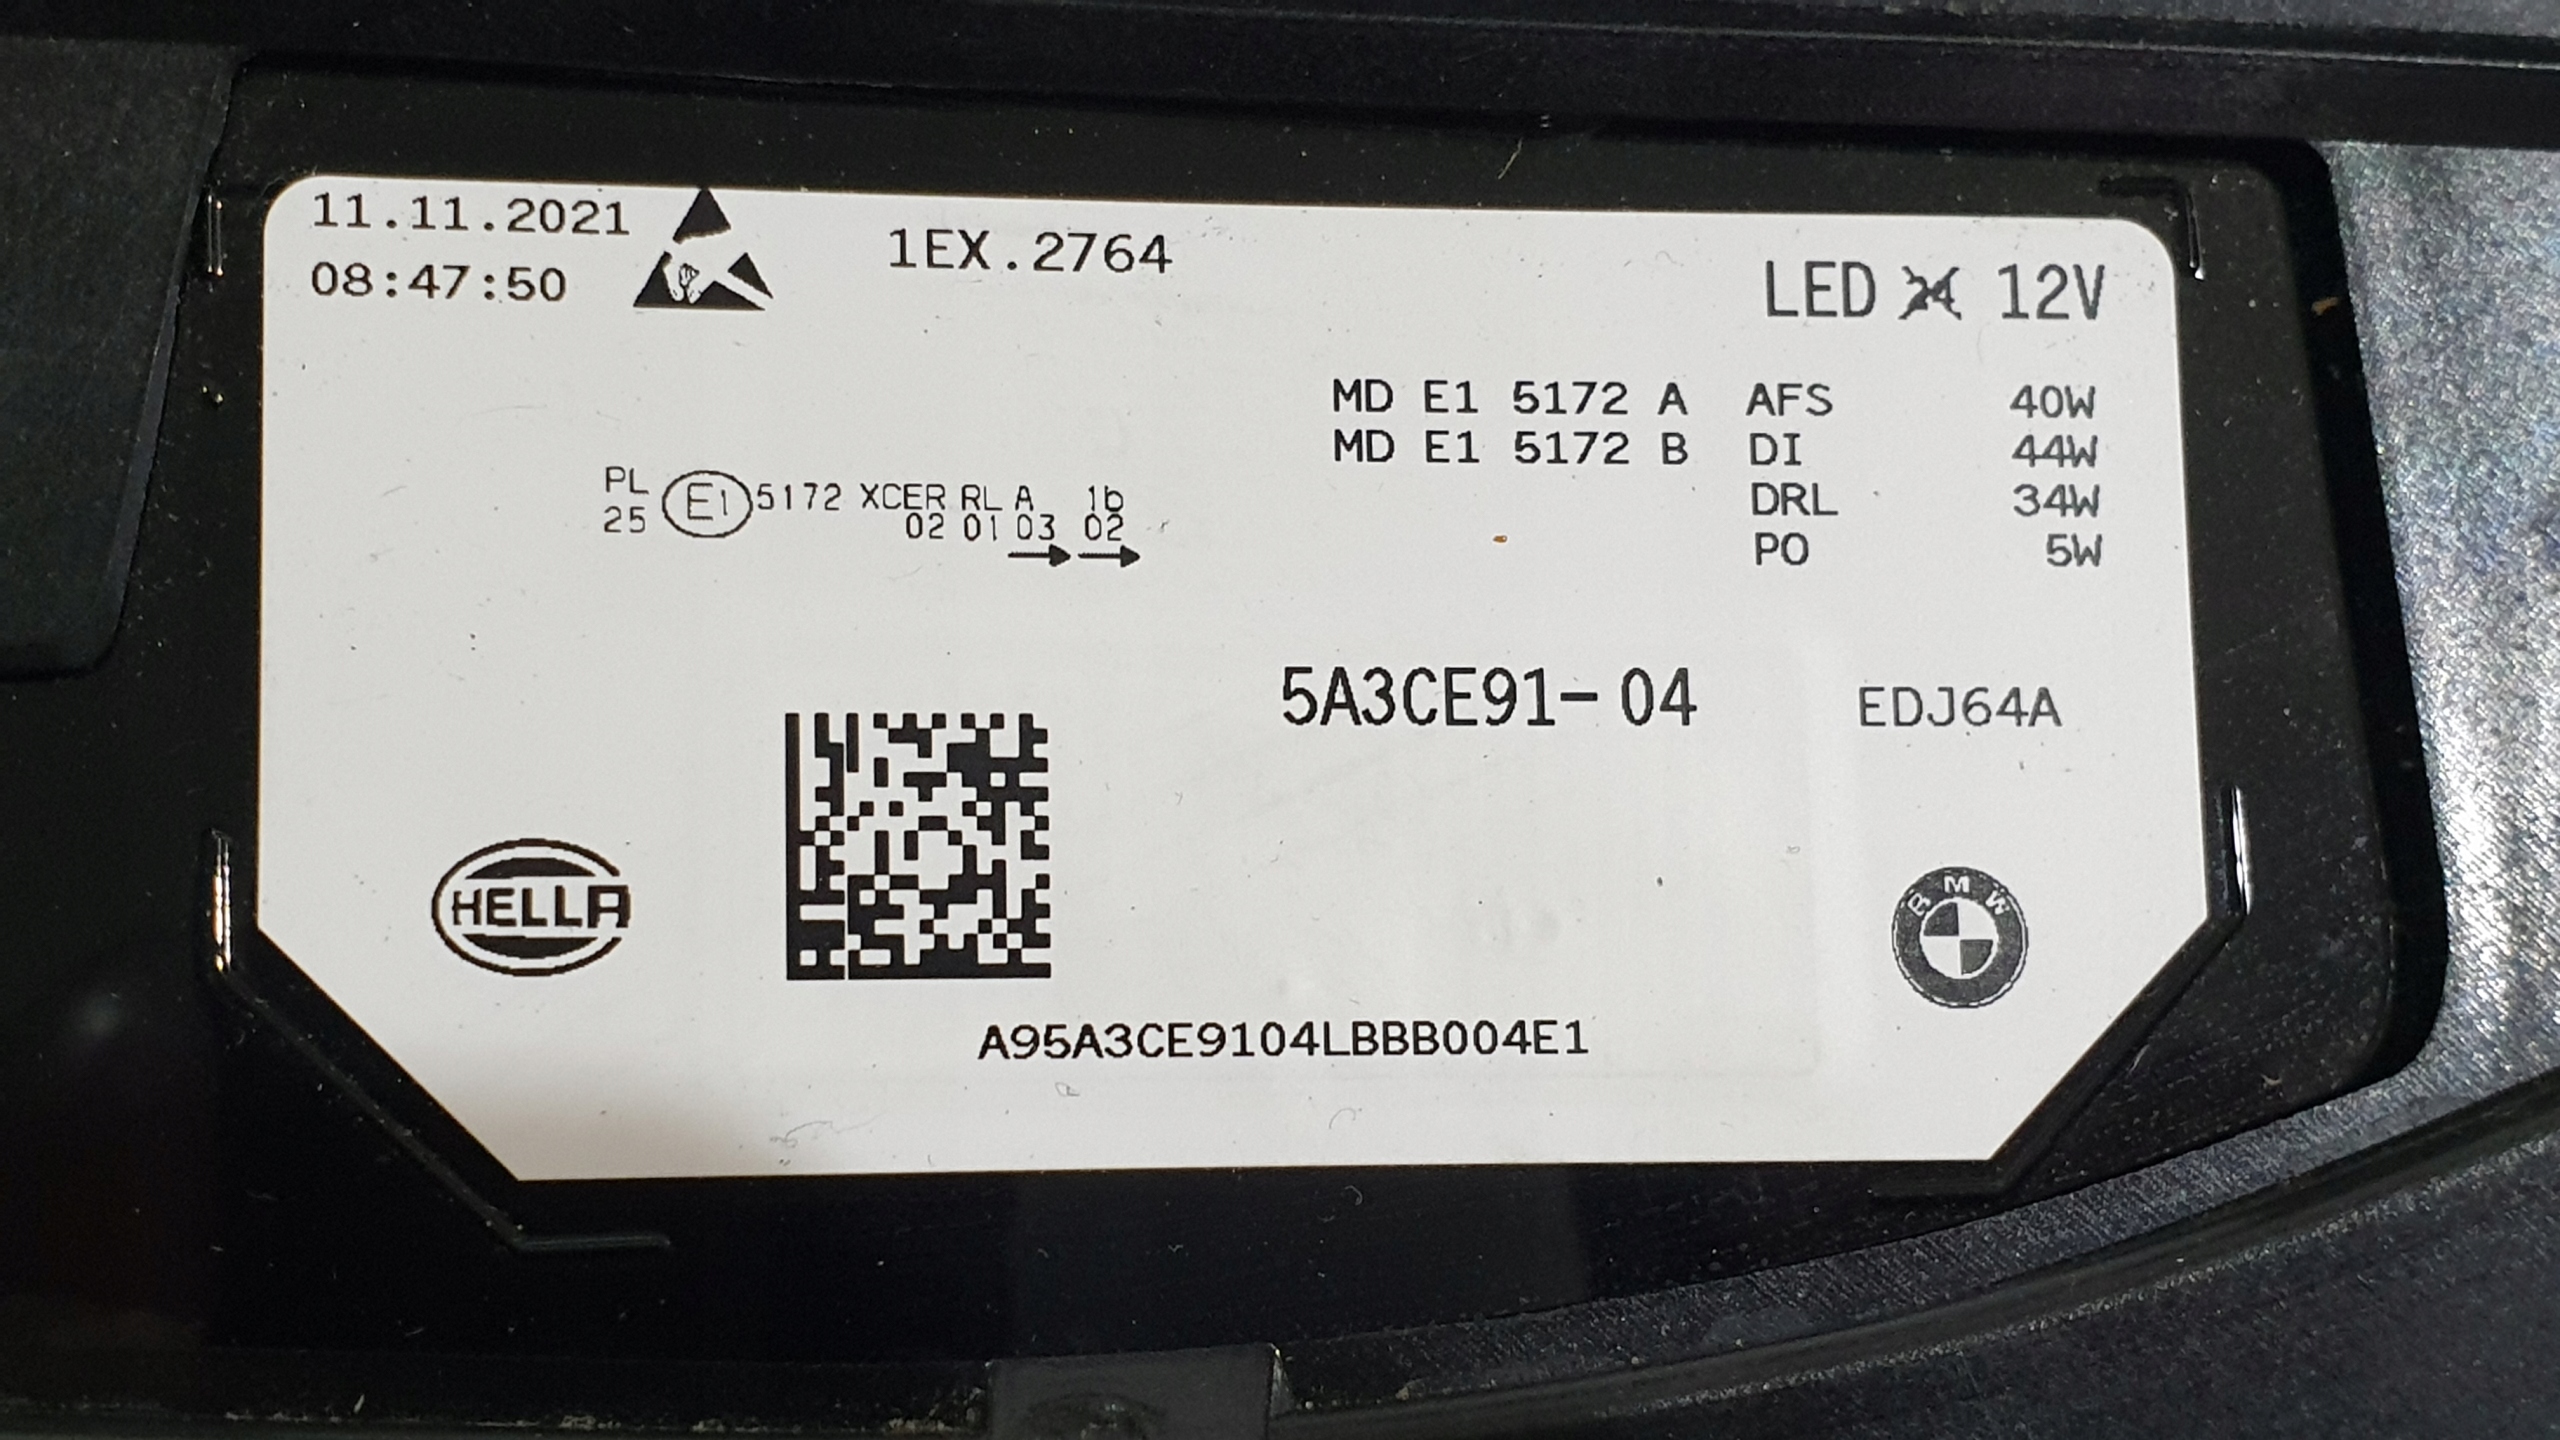 11.11.2021
08:47:50
1EX.2764
LED 12V
MD E1 5172 A AFS 40W
MD E1 5172 B DI 44W
DRL 34W
PO 5W
PL
25
E1 5172 XCER RL A 1b
02 01 03 02
5A3CE91-04 EDJ64A
HELLA
BMW
A95A3CE9104LBBB004E1